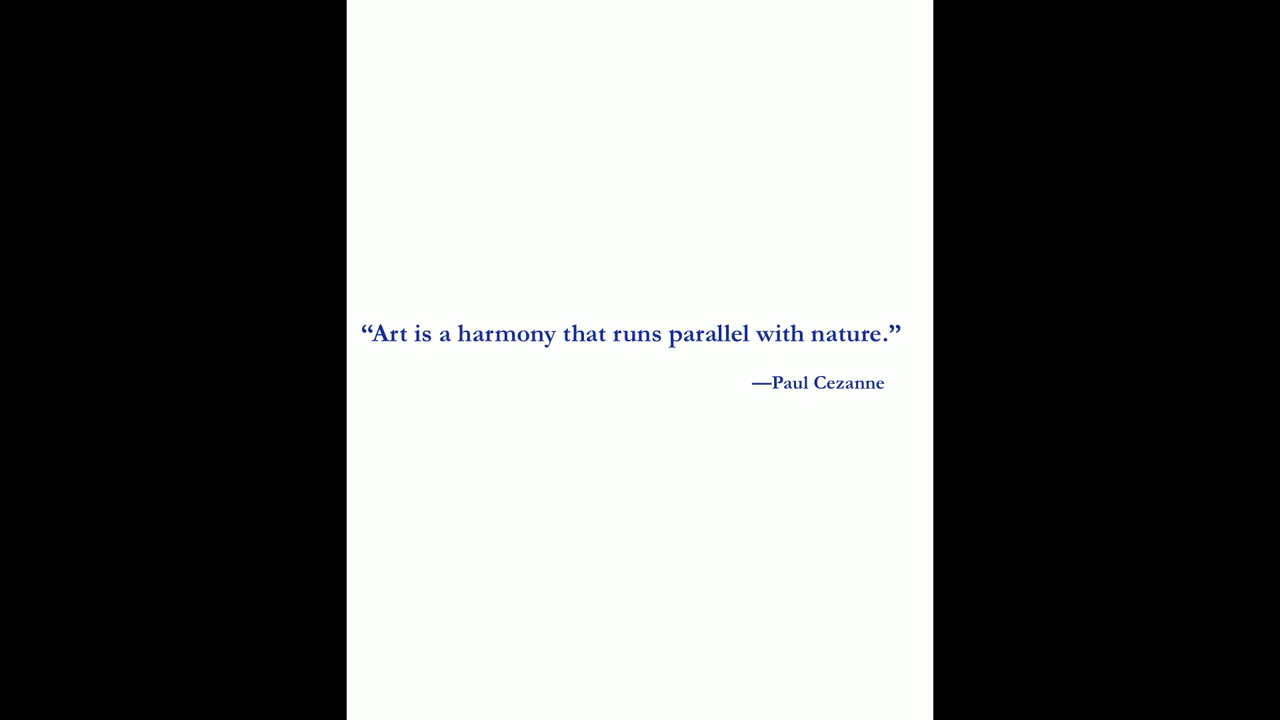 “Art is a harmony that runs parallel with nature.”
—Paul Cezanne